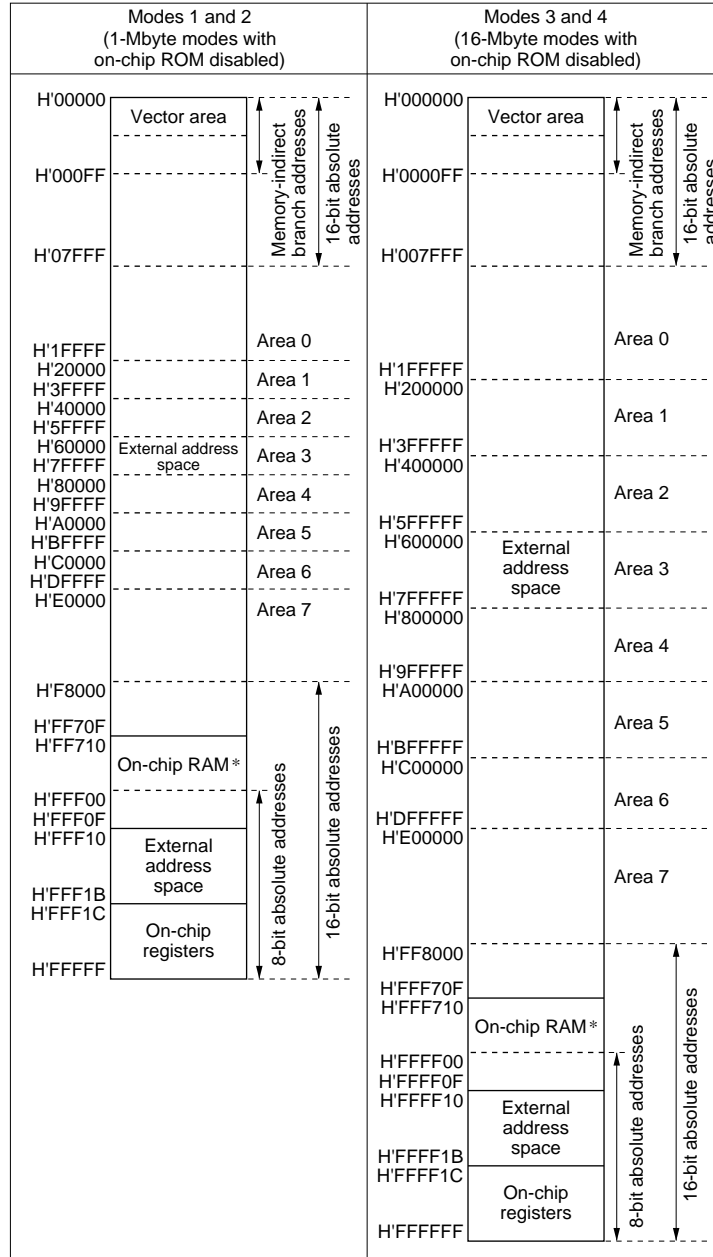 Modes 1 and 2
(1-Mbyte modes with
on-chip ROM disabled)
H'00000
Vector area
H'000FF
H'07FFF
Memory-indirect
branch addresses
16-bit absolute
addresses
H'1FFFF
Area 0
H'20000
H'3FFFF
Area 1
H'40000
H'5FFFF
Area 2
H'60000
H'7FFFF
External address
space
Area 3
H'80000
H'9FFFF
Area 4
H'A0000
H'BFFFF
Area 5
H'C0000
H'DFFFF
Area 6
H'E0000
Area 7
H'F8000
H'FF70F
H'FF710
On-chip RAM*
H'FFF00
H'FFF0F
H'FFF10
External
address
space
H'FFF1B
H'FFF1C
On-chip
registers
H'FFFFF
8-bit absolute addresses
16-bit absolute addresses
Modes 3 and 4
(16-Mbyte modes with
on-chip ROM disabled)
H'000000
Vector area
H'0000FF
H'007FFF
Memory-indirect
branch addresses
16-bit absolute
addresses
Area 0
H'1FFFFF
H'200000
Area 1
H'3FFFFF
H'400000
Area 2
H'5FFFFF
H'600000
External
address
space
Area 3
H'7FFFFF
H'800000
Area 4
H'9FFFFF
H'A00000
Area 5
H'BFFFFF
H'C00000
Area 6
H'DFFFFF
H'E00000
Area 7
H'FF8000
H'FFF70F
H'FFF710
On-chip RAM*
H'FFFF00
H'FFFF0F
H'FFFF10
External
address
space
H'FFFF1B
H'FFFF1C
On-chip
registers
H'FFFFFF
8-bit absolute addresses
16-bit absolute addresses